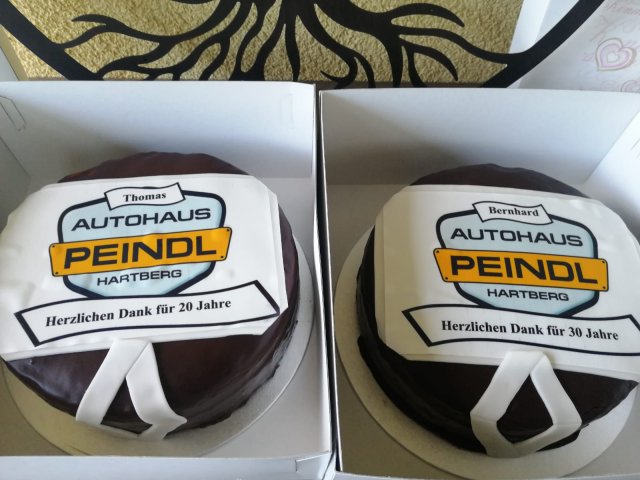 Thomas
AUTOHAUS
PEINDL
HARTBERG
Herzlichen Dank für 20 Jahre
Bernhard
AUTOHAUS
PEINDL
HARTBERG
Herzlichen Dank für 30 Jahre